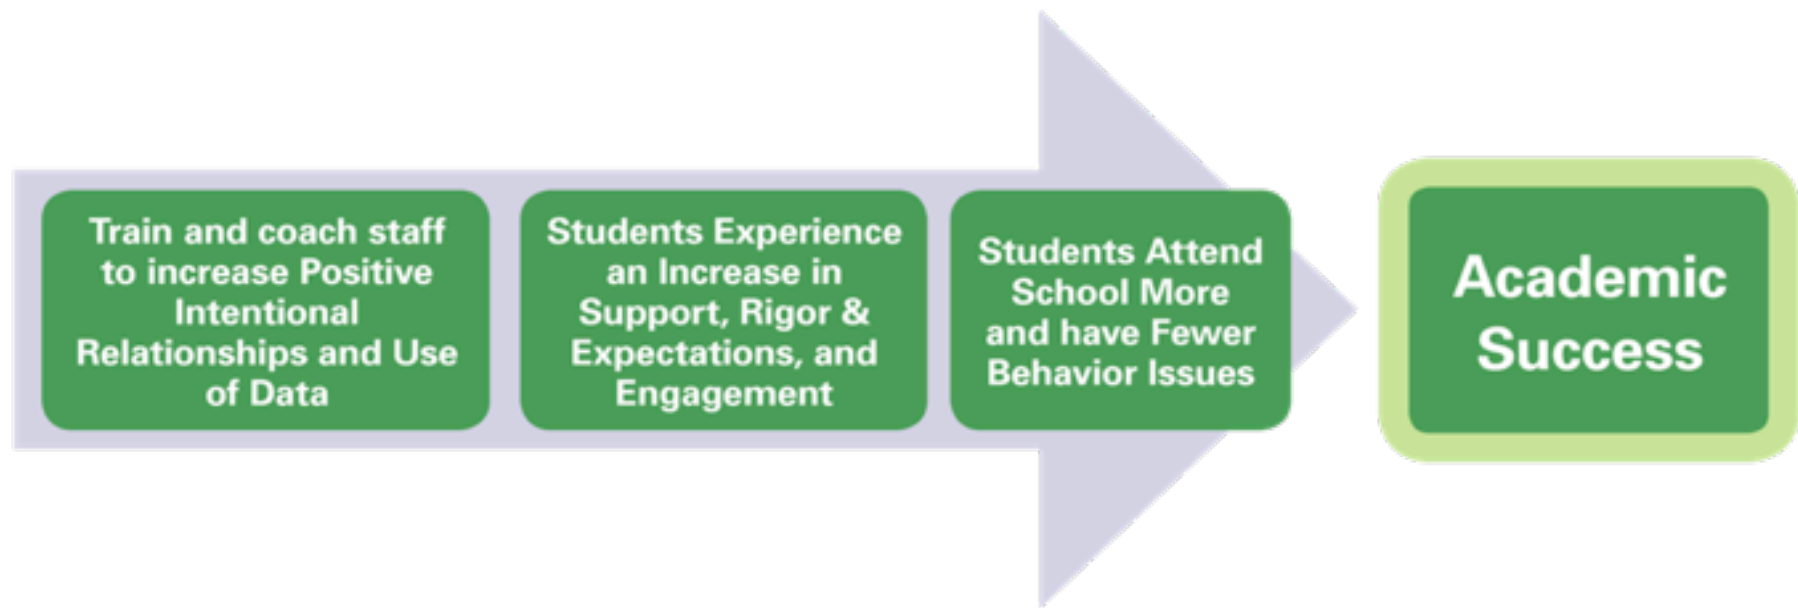 Train and coach staff
to increase Positive
Intentional
Relationships and Use
of Data
Students Experience
an Increase in
Support, Rigor &
Expectations, and
Engagement
Students Attend
School More
and have Fewer
Behavior Issues
Academic
Success